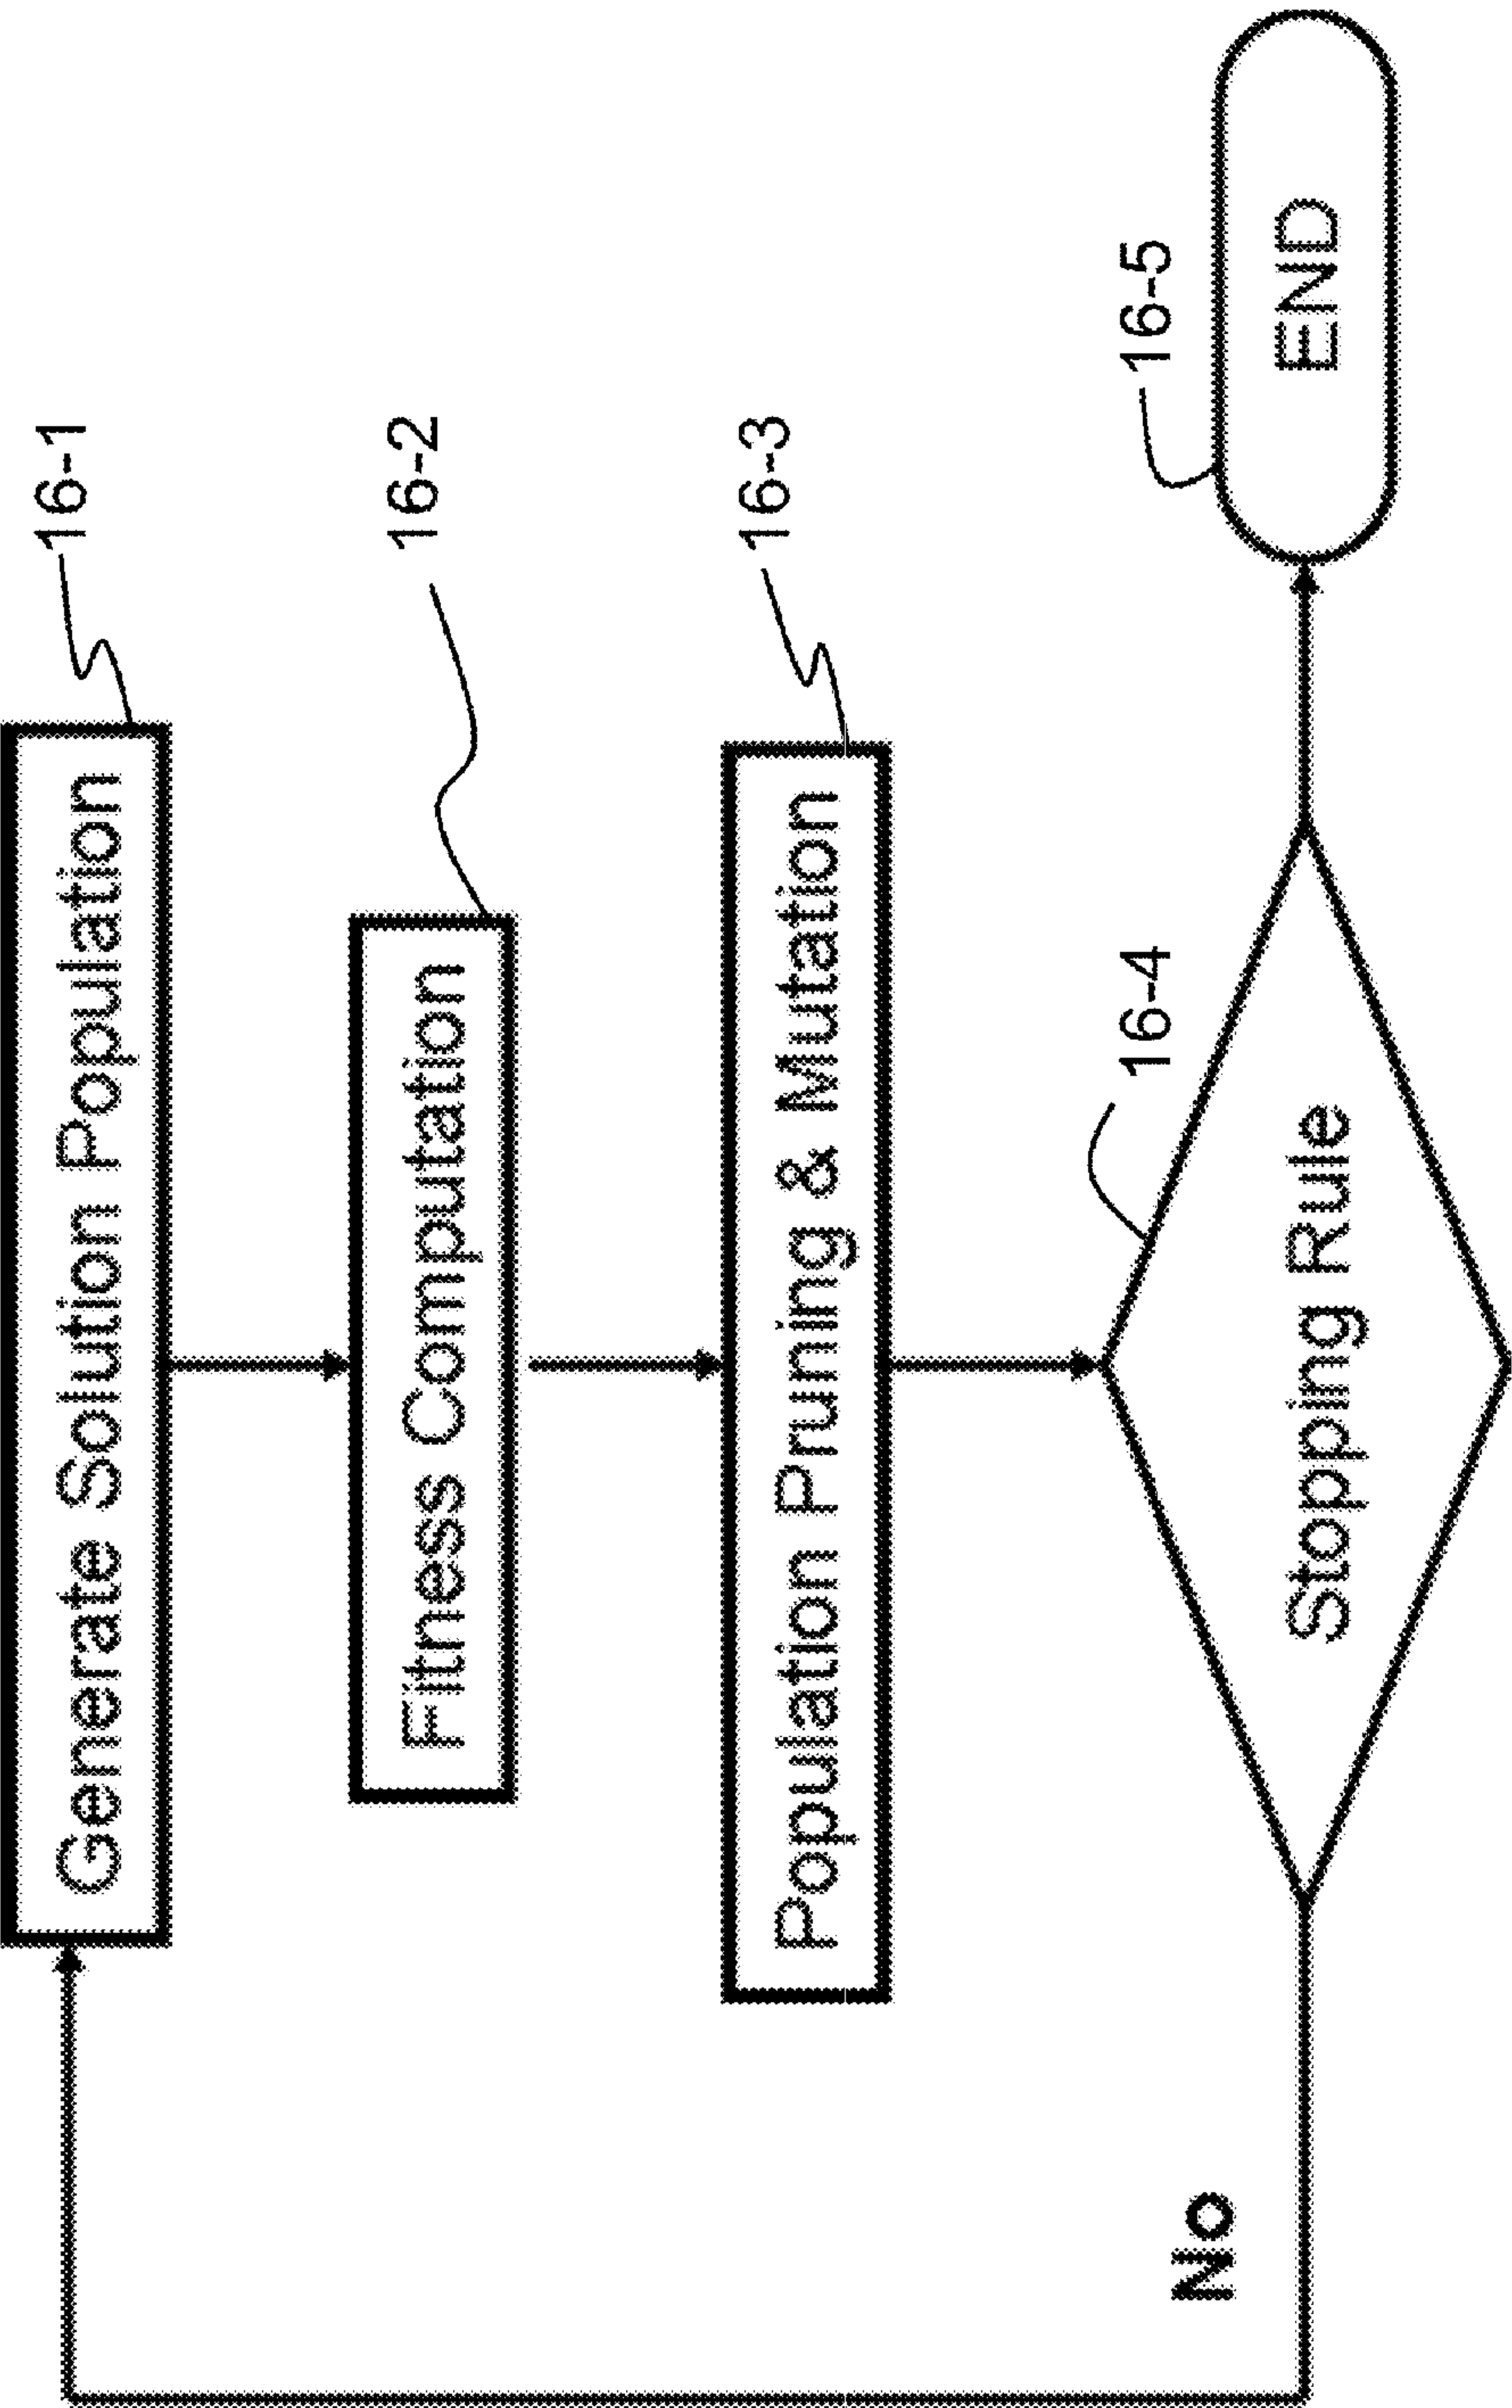 Generate Solution Population
16-1
Fitness Computation
16-2
Population Pruning & Mutation
16-3
Stopping Rule
16-4
No
END
16-5